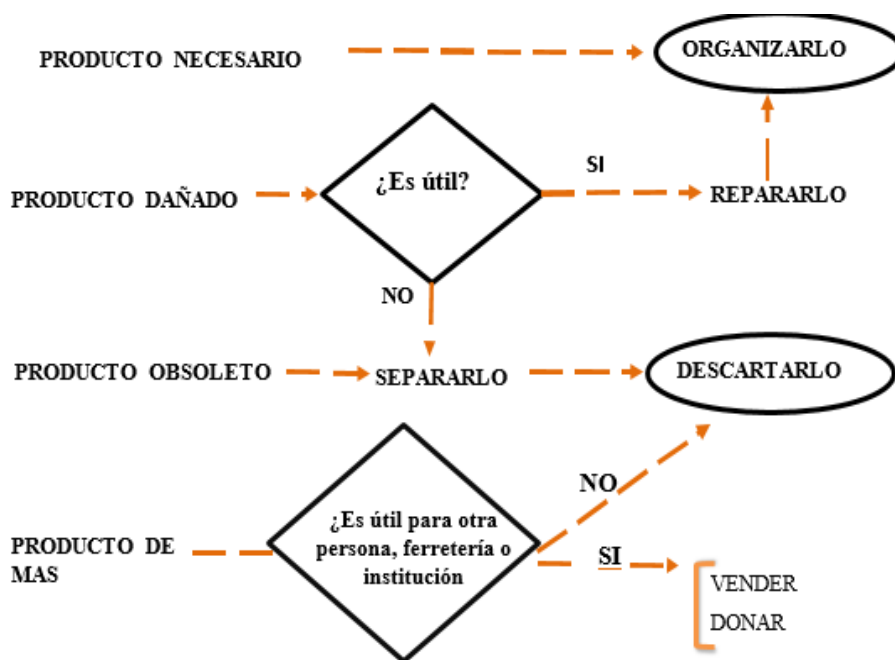 PRODUCTO NECESARIO
ORGANIZARLO
PRODUCTO DAÑADO
¿Es útil?
SI
REPARARLO
NO
PRODUCTO OBSOLETO
SEPARARLO
DESCARTARLO
PRODUCTO DE
MAS
¿Es útil para otra
persona, ferretería o
institución
NO
SI
VENDER
DONAR